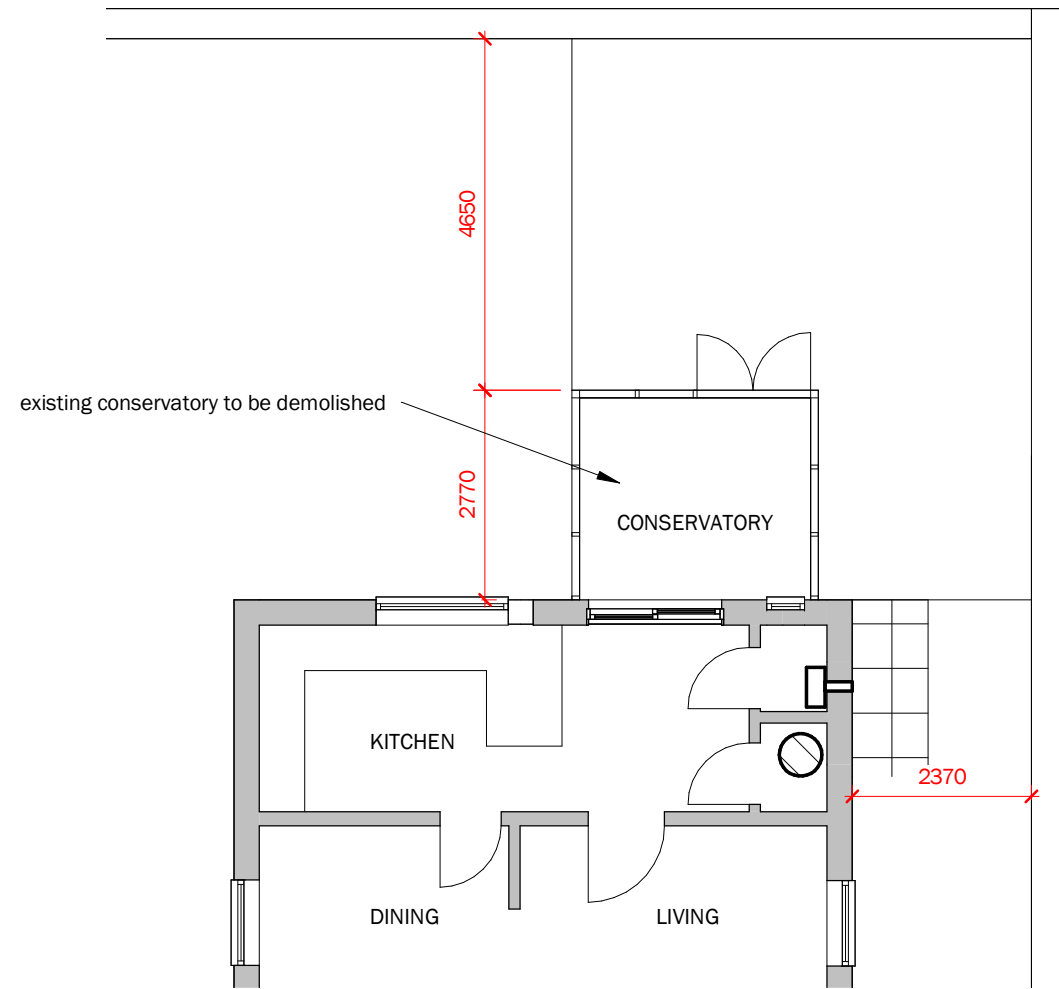 4650
existing conservatory to be demolished
2770
CONSERVATORY
KITCHEN
2370
DINING
LIVING